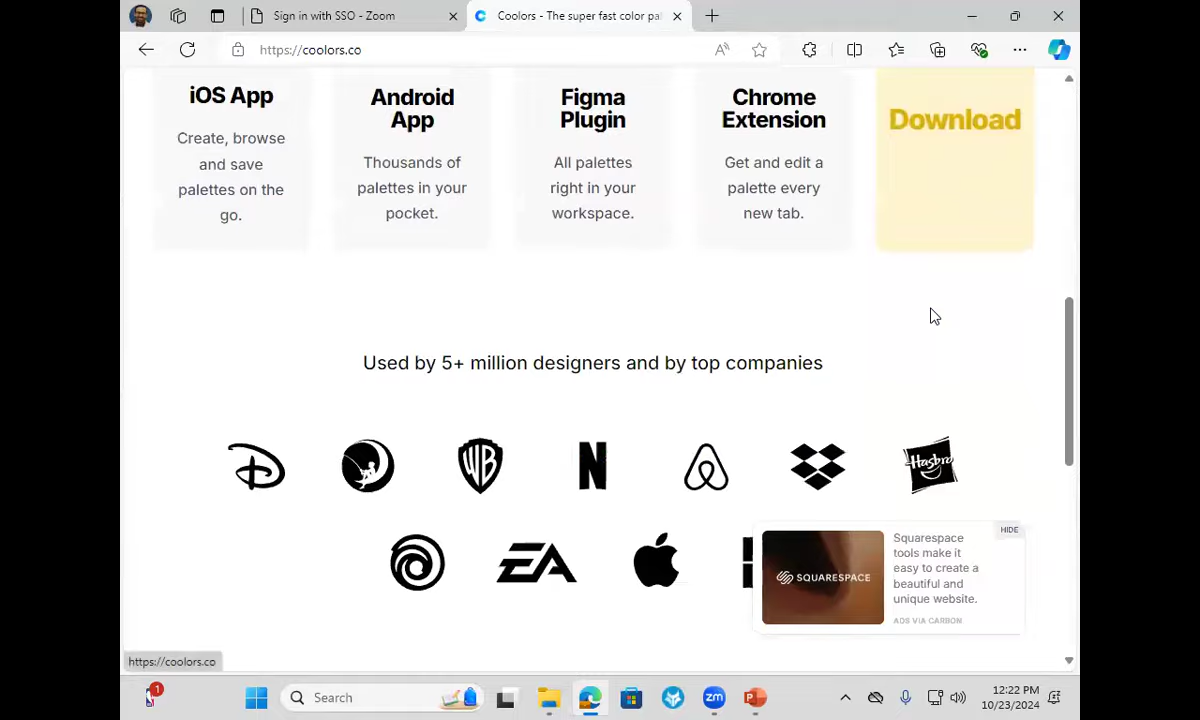 Sign in with SSO - Zoom
Coolors - The super fast color pa
https://coolors.co
iOS App
Create, browse
and save
palettes on the
go.
Android
App
Thousands of
palettes in your
pocket.
Figma
Plugin
All palettes
right in your
workspace.
Chrome
Extension
Get and edit a
palette every
new tab.
Download
Used by 5+ million designers and by top companies
WB
N
Hasbro
EA
HIDE
SQUARESPACE
Squarespace
tools make it
easy to create a
beautiful and
unique website.
ADS VIA CARBON
https://coolors.co
1
Search
zm
12:22 PM
10/23/2024